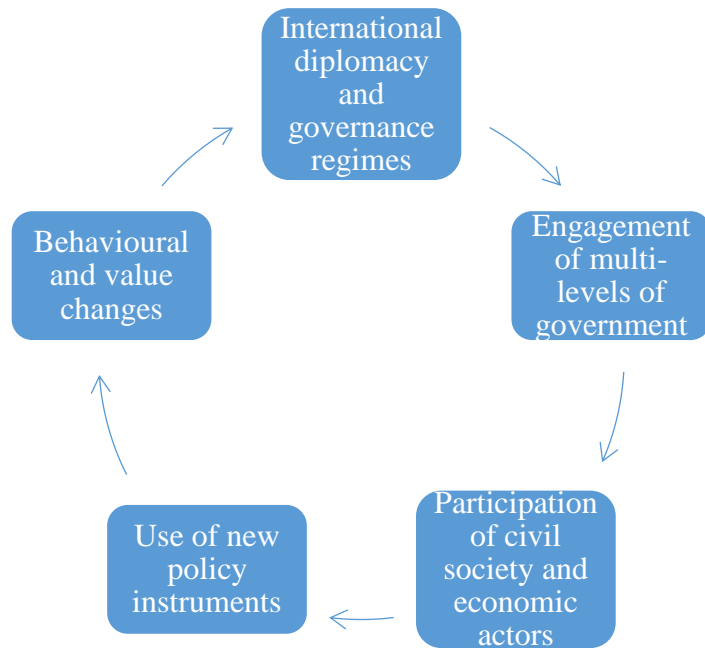 International
diplomacy
and
governance
regimes
Engagement
of multi-
levels of
government
Participation
of civil
society and
economic
actors
Use of new
policy
instruments
Behavioural
and value
changes